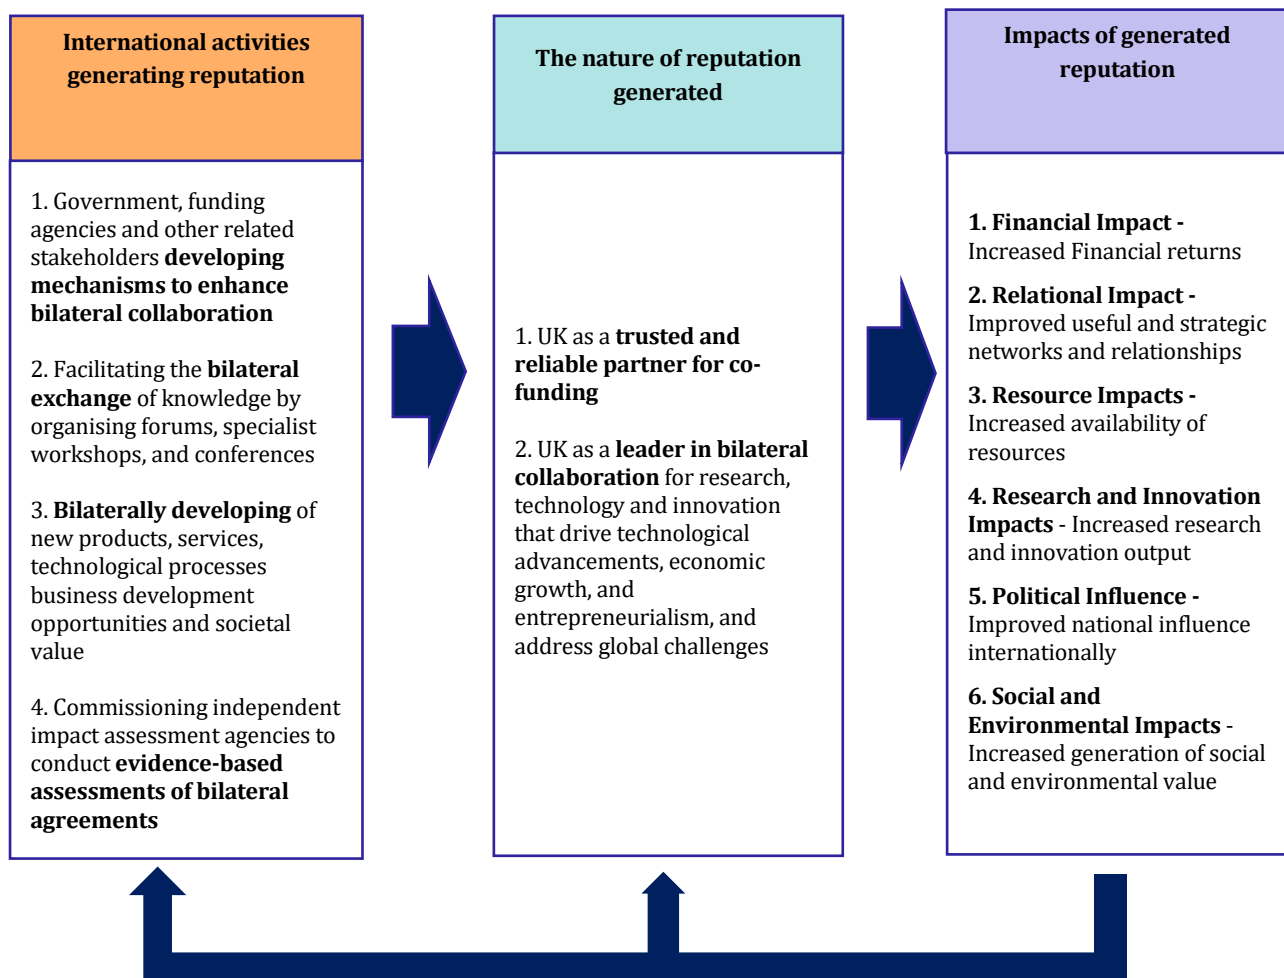 International activities
generating reputation
1. Government, funding
agencies and other related
stakeholders developing
mechanisms to enhance
bilateral collaboration
2. Facilitating the bilateral
exchange of knowledge by
organising forums, specialist
workshops, and conferences
3. Bilaterally developing of
new products, services,
technological processes
business development
opportunities and societal
value
4. Commissioning independent
impact assessment agencies to
conduct evidence-based
assessments of bilateral
agreements
The nature of reputation
generated
1. UK as a trusted and
reliable partner for co-
funding
2. UK as a leader in bilateral
collaboration for research,
technology and innovation
that drive technological
advancements, economic
growth, and
entrepreneurialism, and
address global challenges
Impacts of generated
reputation
1. Financial Impact -
Increased Financial returns
2. Relational Impact -
Improved useful and strategic
networks and relationships
3. Resource Impacts -
Increased availability of
resources
4. Research and Innovation
Impacts - Increased research
and innovation output
5. Political Influence -
Improved national influence
internationally
6. Social and
Environmental Impacts -
Increased generation of social
and environmental value